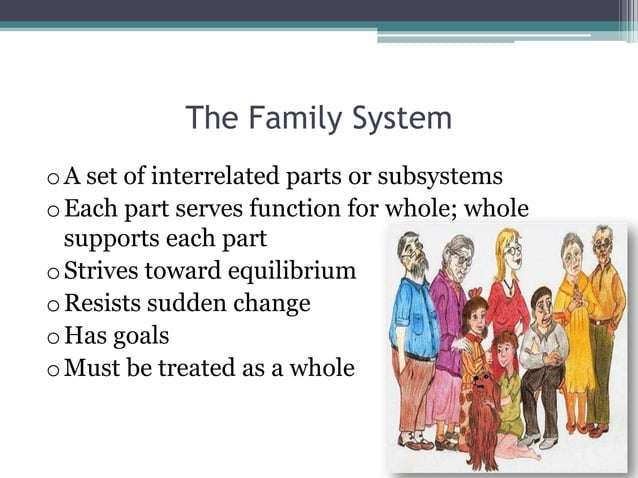 The Family System
o A set of interrelated parts or subsystems
o Each part serves function for whole; whole
supports each part
o Strives toward equilibrium
o Resists sudden change
o Has goals
o Must be treated as a whole